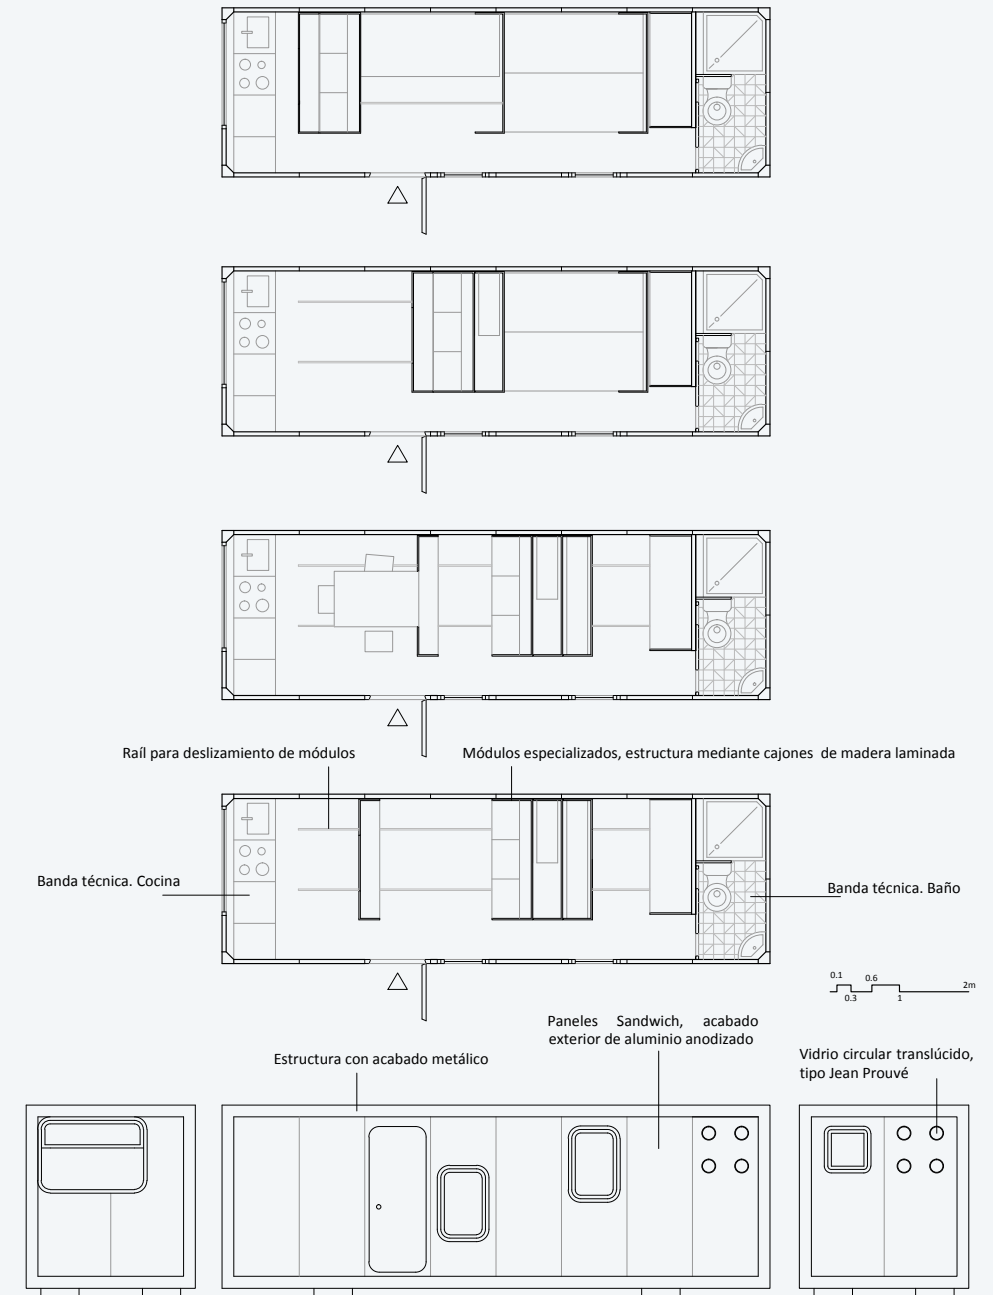 Raíl para deslizamiento de módulos
Módulos especializados, estructura mediante cajones de madera laminada
Banda técnica. Cocina
Banda técnica. Baño
0.1
0.6
2m
0.3
1
Paneles Sandwich, acabado
exterior de aluminio anodizado
Estructura con acabado metálico
Vidrio circular translúcido,
tipo Jean Prouvé